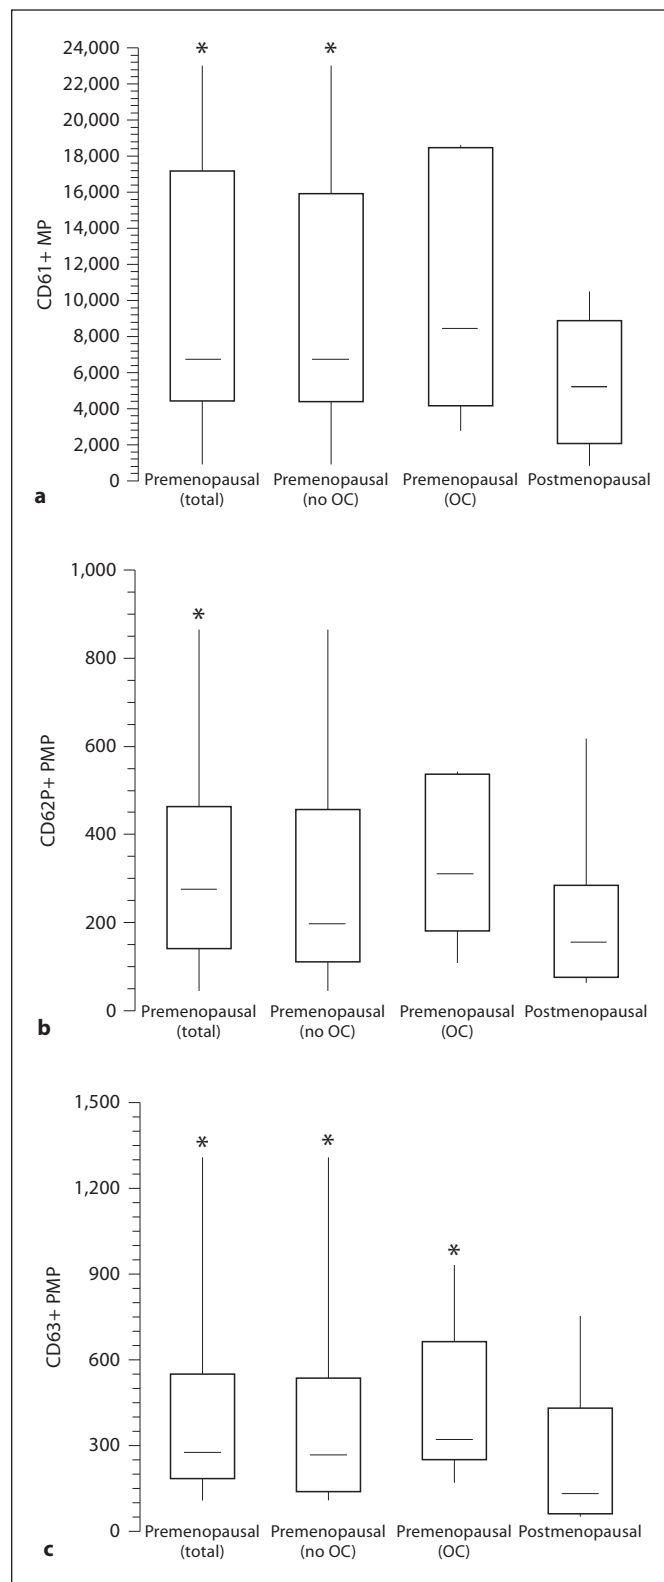 *
*
24,000
22,000
20,000
18,000
16,000
14,000
12,000
10,000
8,000
6,000
4,000
2,000
0
CD61+ MP
Premenopausal (total)
Premenopausal (no OC)
Premenopausal (OC)
Postmenopausal
a
1,000
800
600
400
200
0
*
CD62P+ PMP
Premenopausal (total)
Premenopausal (no OC)
Premenopausal (OC)
Postmenopausal
b
1,500
1,200
900
600
300
0
*
*
*
CD63+ PMP
Premenopausal (total)
Premenopausal (no OC)
Premenopausal (OC)
Postmenopausal
c